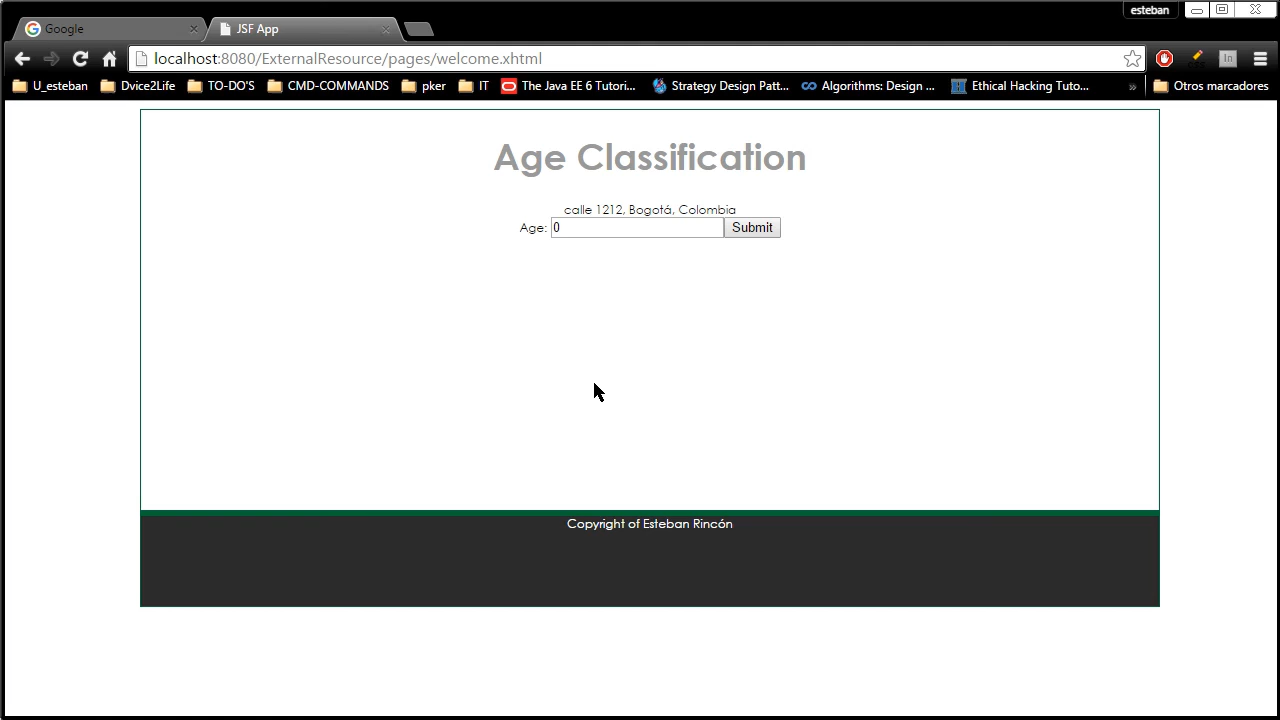 esteban
Google
JSF App
localhost:8080/ExternalResource/pages/welcome.xhtml
U_esteban Dvice2Life TO-DO'S CMD-COMMANDS pker IT The Java EE 6 Tutori... Strategy Design Patt... Algorithms: Design ... Ethical Hacking Tuto... » Otros marcadores
Age Classification
calle 1212, Bogotá, Colombia
Age: 0 Submit
Copyright of Esteban Rincón